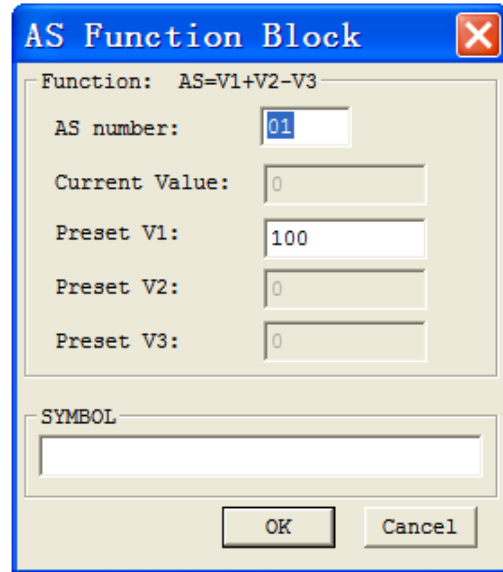 AS Function Block
Function: AS=V1+V2-V3
AS number: 01
Current Value: 0
Preset V1: 100
Preset V2: 0
Preset V3: 0
SYMBOL
OK Cancel